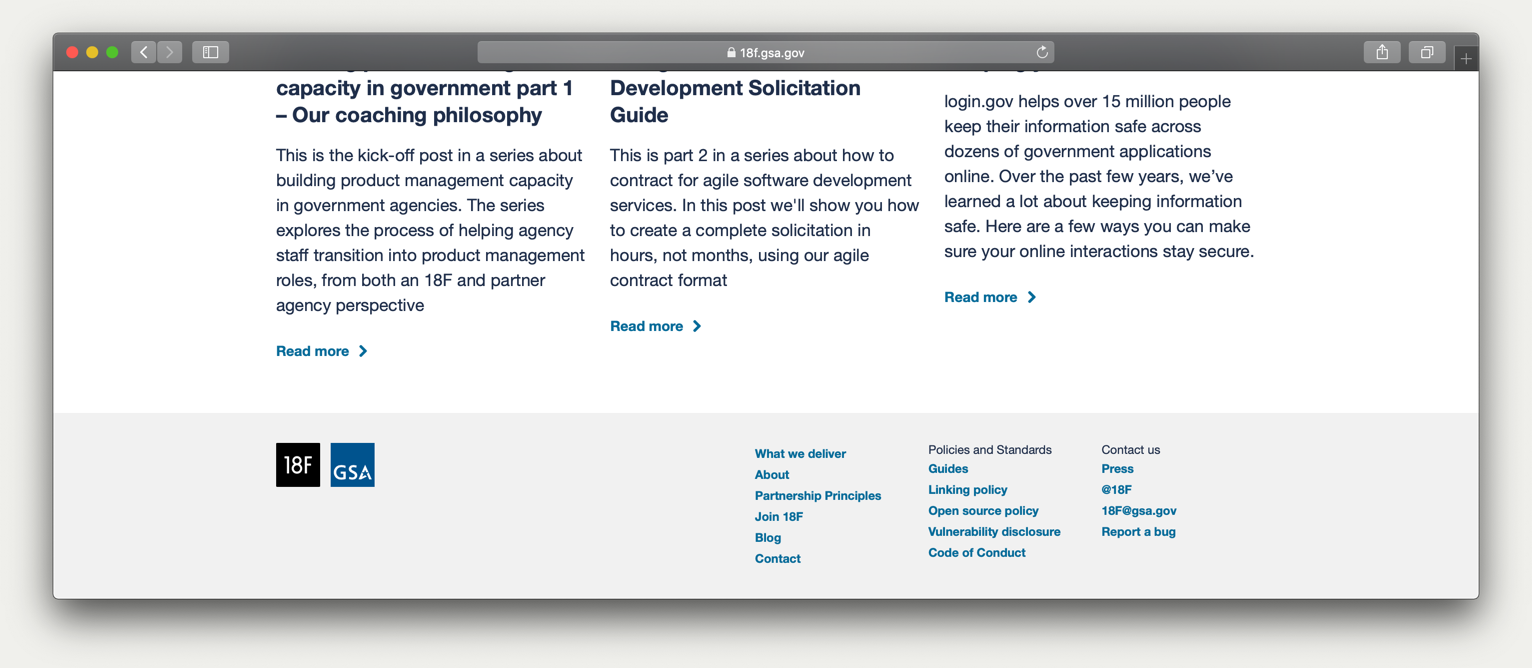 18f.gsa.gov
capacity in government part 1
– Our coaching philosophy
This is the kick-off post in a series about
building product management capacity
in government agencies. The series
explores the process of helping agency
staff transition into product management
roles, from both an 18F and partner
agency perspective
Read more
Development Solicitation
Guide
This is part 2 in a series about how to
contract for agile software development
services. In this post we'll show you how
to create a complete solicitation in
hours, not months, using our agile
contract format
Read more
login.gov helps over 15 million people
keep their information safe across
dozens of government applications
online. Over the past few years, we’ve
learned a lot about keeping information
safe. Here are a few ways you can make
sure your online interactions stay secure.
Read more
18F
GSA
What we deliver
About
Partnership Principles
Join 18F
Blog
Contact
Policies and Standards
Guides
Linking policy
Open source policy
Vulnerability disclosure
Code of Conduct
Contact us
Press
@18F
18F@gsa.gov
Report a bug